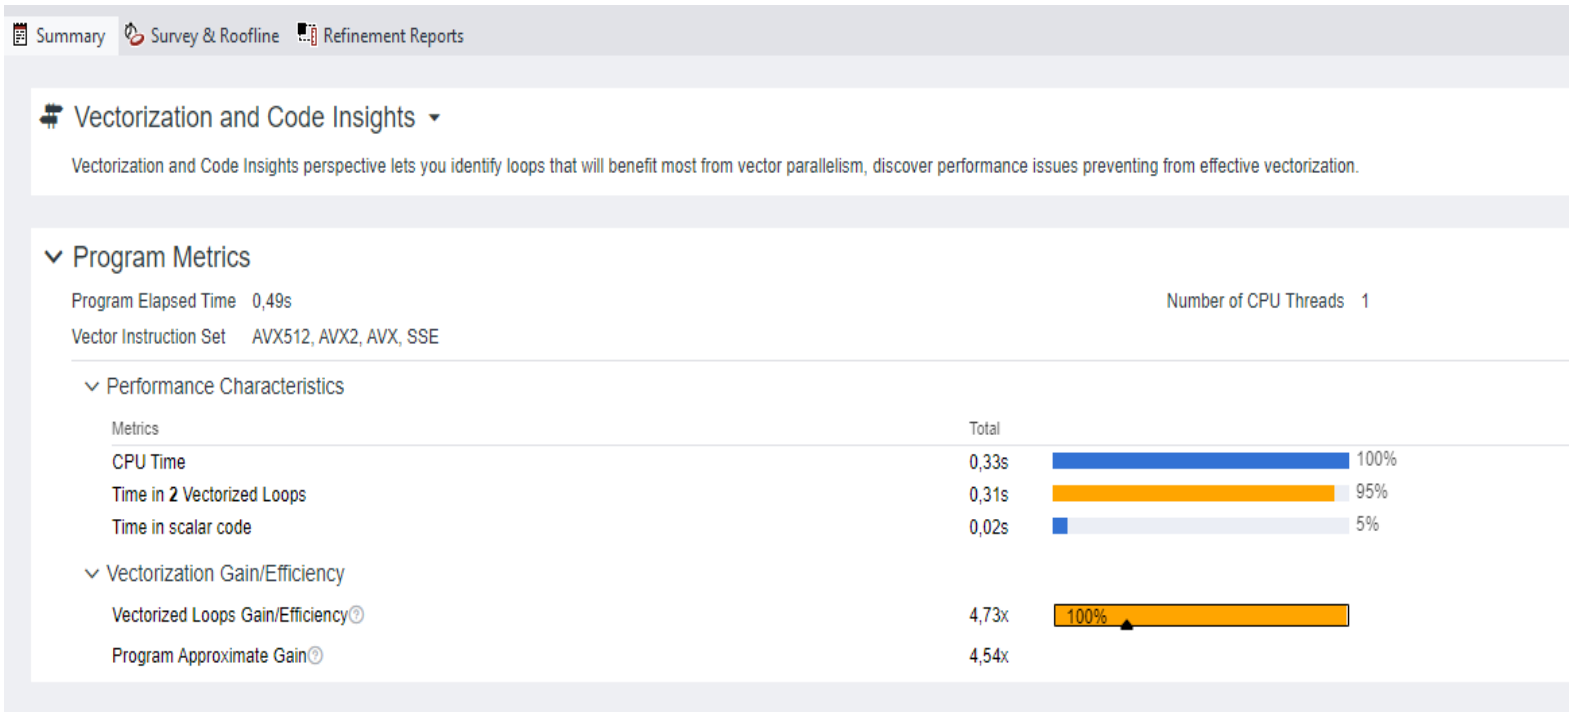 Summary Survey & Roofline Refinement Reports
Vectorization and Code Insights
Vectorization and Code Insights perspective lets you identify loops that will benefit most from vector parallelism, discover performance issues preventing from effective vectorization.
Program Metrics
Program Elapsed Time 0,49s Number of CPU Threads 1
Vector Instruction Set AVX512, AVX2, AVX, SSE
Performance Characteristics
Metrics Total
CPU Time 0,33s 100%
Time in 2 Vectorized Loops 0,31s 95%
Time in scalar code 0,02s 5%
Vectorization Gain/Efficiency
Vectorized Loops Gain/Efficiency 4,73x 100%
Program Approximate Gain 4,54x